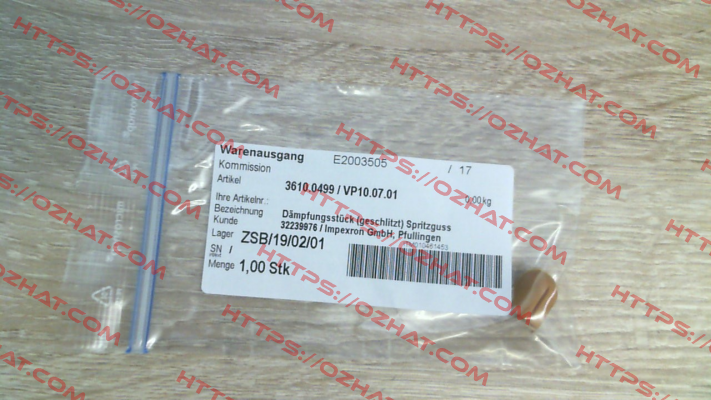 Warenausgang E2003505 / 17
Kommission
Artikel 3610.0499 / VP10.07.01 0,00 kg
Ihre Artikelnr.:
Bezeichnung Dämpfungsstück (geschlitzt) Spritzguss
Kunde 32239976 / Impexron GmbH, Pfullingen
Lager ZSB/19/02/01
SN /
Menge 1,00 Stk
HTTPS://OZHAT.COM